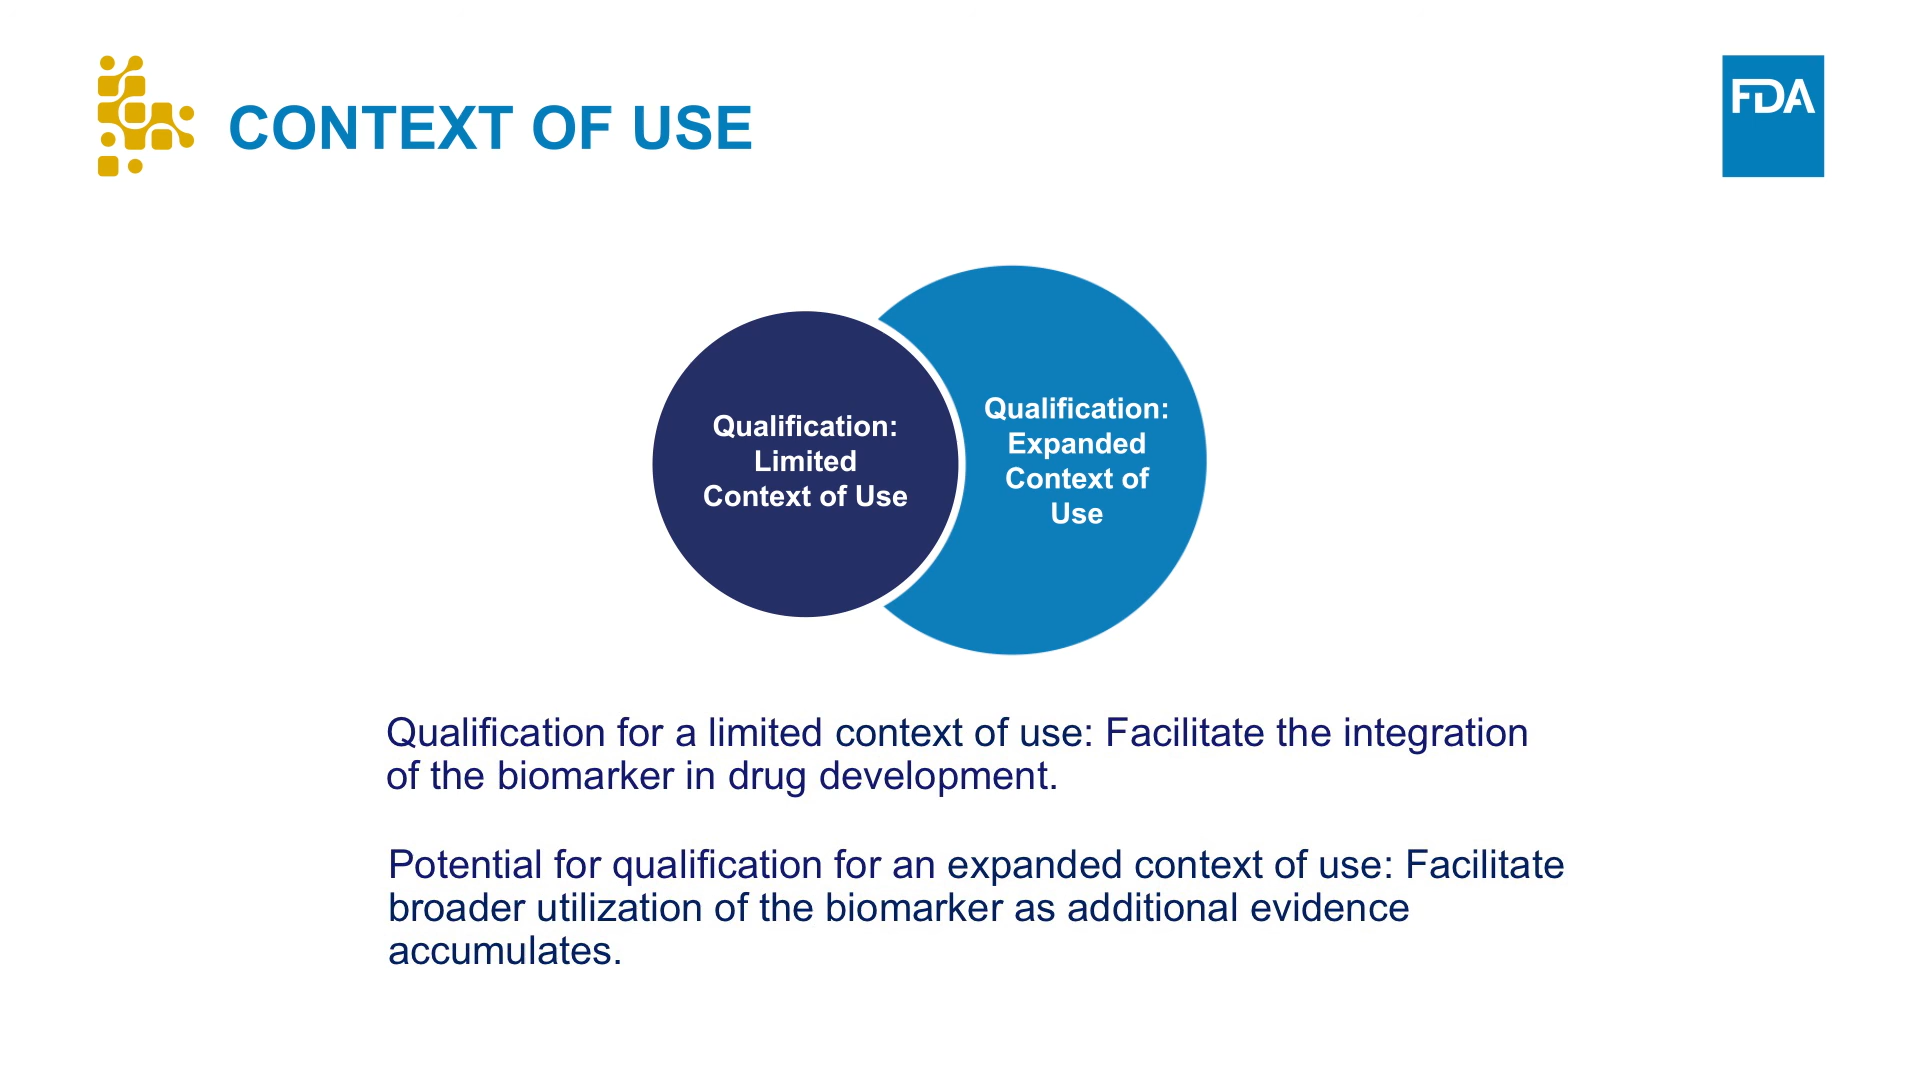 CONTEXT OF USE
FDA
Qualification:
Limited
Context of Use
Qualification:
Expanded
Context of
Use
Qualification for a limited context of use: Facilitate the integration
of the biomarker in drug development.
Potential for qualification for an expanded context of use: Facilitate
broader utilization of the biomarker as additional evidence
accumulates.